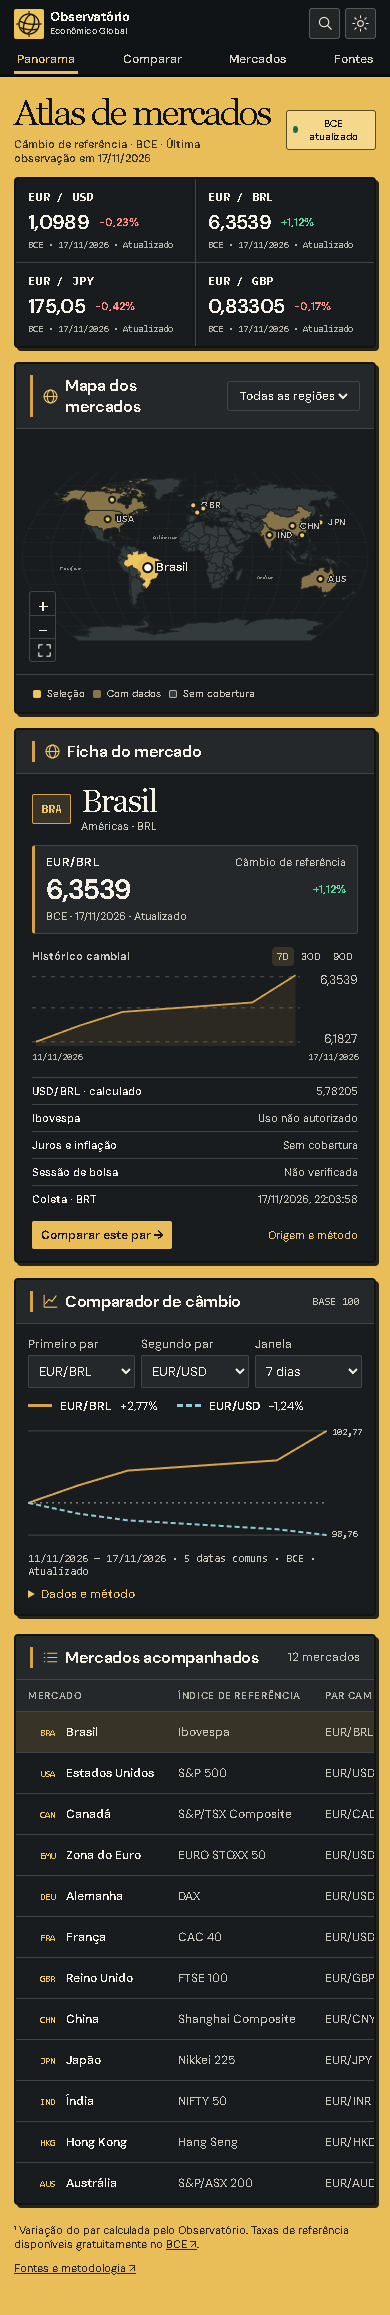 Observatório
Econômico Global
Panorama Comparar Mercados Fontes
Atlas de mercados
Câmbio de referência · BCE · Última
observação em 17/11/2026
BCE
atualizado
EUR / USD
1,0989 -0,23%
BCE • 17/11/2026 • Atualizado
EUR / BRL
6,3539 +1,12%
BCE • 17/11/2026 • Atualizado
EUR / JPY
175,05 -0,42%
BCE • 17/11/2026 • Atualizado
EUR / GBP
0,83305 -0,17%
BCE • 17/11/2026 • Atualizado
Mapa dos
mercados
Todas as regiões
USA
GBR
CHN
JPN
IND
Atlântico
Pacífico
Brasil
Índico
AUS
+
−
Seleção Com dados Sem cobertura
Ficha do mercado
BRA
Brasil
Américas · BRL
EUR/BRL Câmbio de referência
6,3539 +1,12%
BCE · 17/11/2026 · Atualizado
Histórico cambial 7D 30D 90D
6,3539
6,1827
11/11/2026 17/11/2026
USD/BRL · calculado 5,78205
Ibovespa Uso não autorizado
Juros e inflação Sem cobertura
Sessão de bolsa Não verificada
Coleta · BRT 17/11/2026, 22:03:58
Comparar este par → Origem e método
Comparador de câmbio BASE 100
Primeiro par Segundo par Janela
EUR/BRL EUR/USD 7 dias
EUR/BRL +2,77% EUR/USD -1,24%
102,77
98,76
11/11/2026 — 17/11/2026 • 5 datas comuns • BCE •
Atualizado
▶ Dados e método
Mercados acompanhados 12 mercados
MERCADO ÍNDICE DE REFERÊNCIA PAR CAM
BRA Brasil Ibovespa EUR/BRL
USA Estados Unidos S&P 500 EUR/USD
CAN Canadá S&P/TSX Composite EUR/CAD
EMU Zona do Euro EURO STOXX 50 EUR/USD
DEU Alemanha DAX EUR/USD
FRA França CAC 40 EUR/USD
GBR Reino Unido FTSE 100 EUR/GBP
CHN China Shanghai Composite EUR/CNY
JPN Japão Nikkei 225 EUR/JPY
IND Índia NIFTY 50 EUR/INR
HKG Hong Kong Hang Seng EUR/HKD
AUS Austrália S&P/ASX 200 EUR/AUD
¹ Variação do par calculada pelo Observatório. Taxas de referência
disponíveis gratuitamente no BCE ↗.
Fontes e metodologia ↗